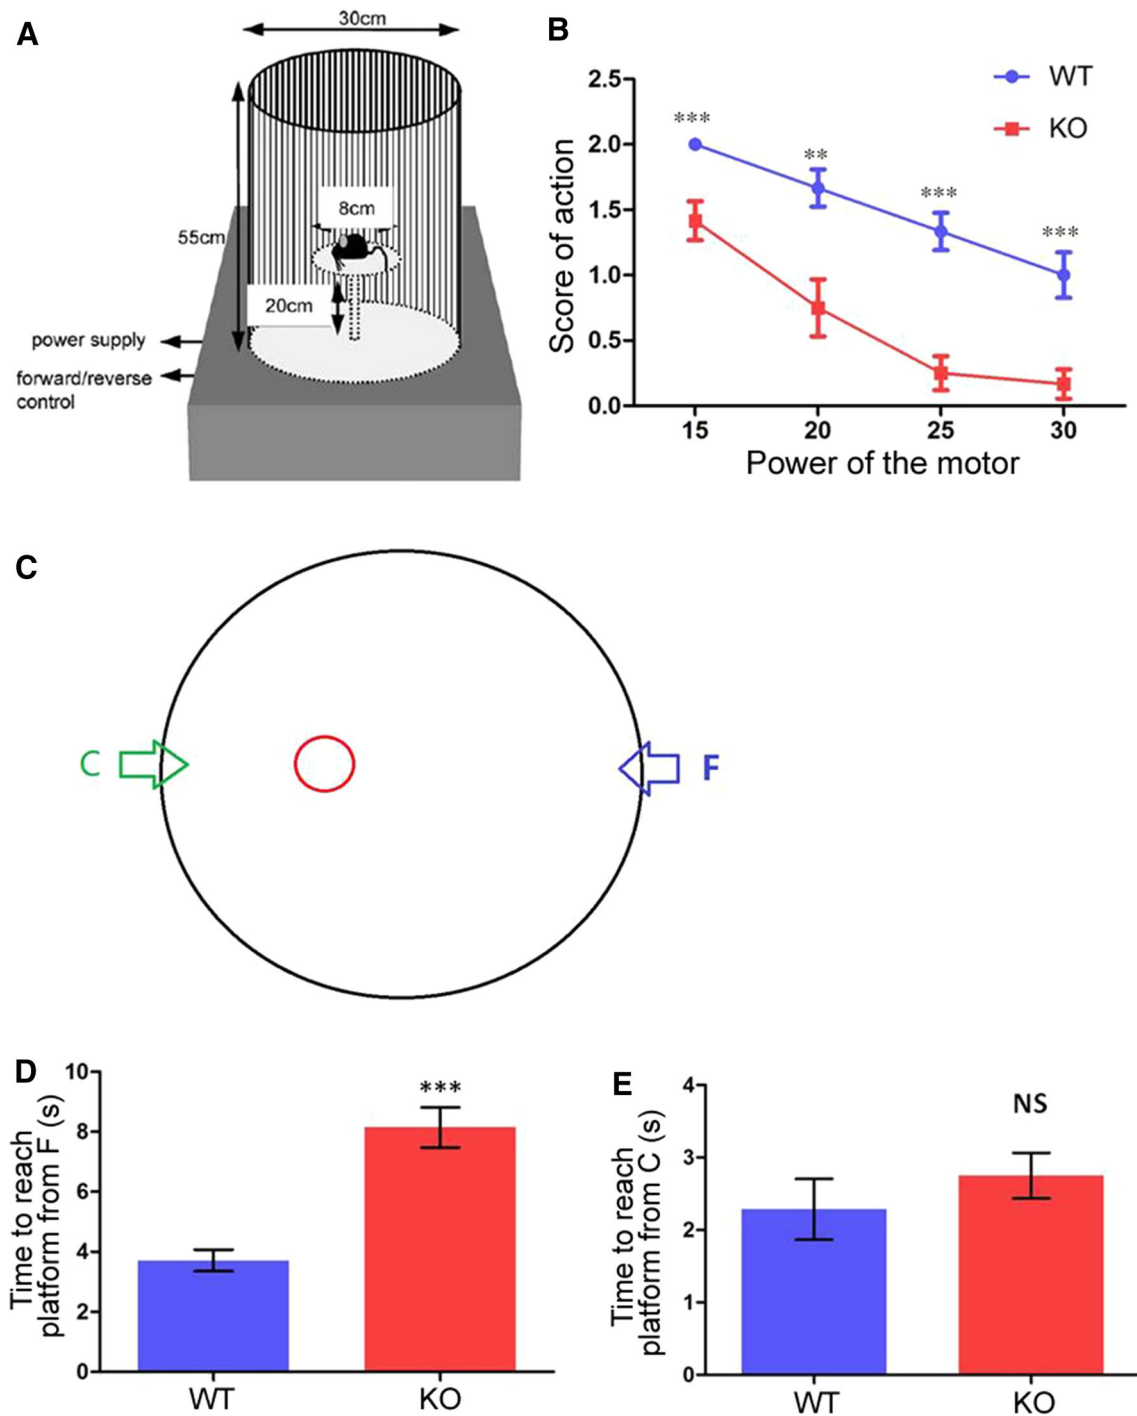 A
30cm
8cm
55cm
20cm
power supply
forward/reverse
control
B
WT
KO
2.5
2.0
1.5
1.0
0.5
0.0
***
**
***
***
Score of action
15 20 25 30
Power of the motor
C
C
F
D
Time to reach
platform from F (s)
10
8
6
4
2
0
***
WT KO
E
Time to reach
platform from C (s)
4
3
2
1
0
NS
WT KO